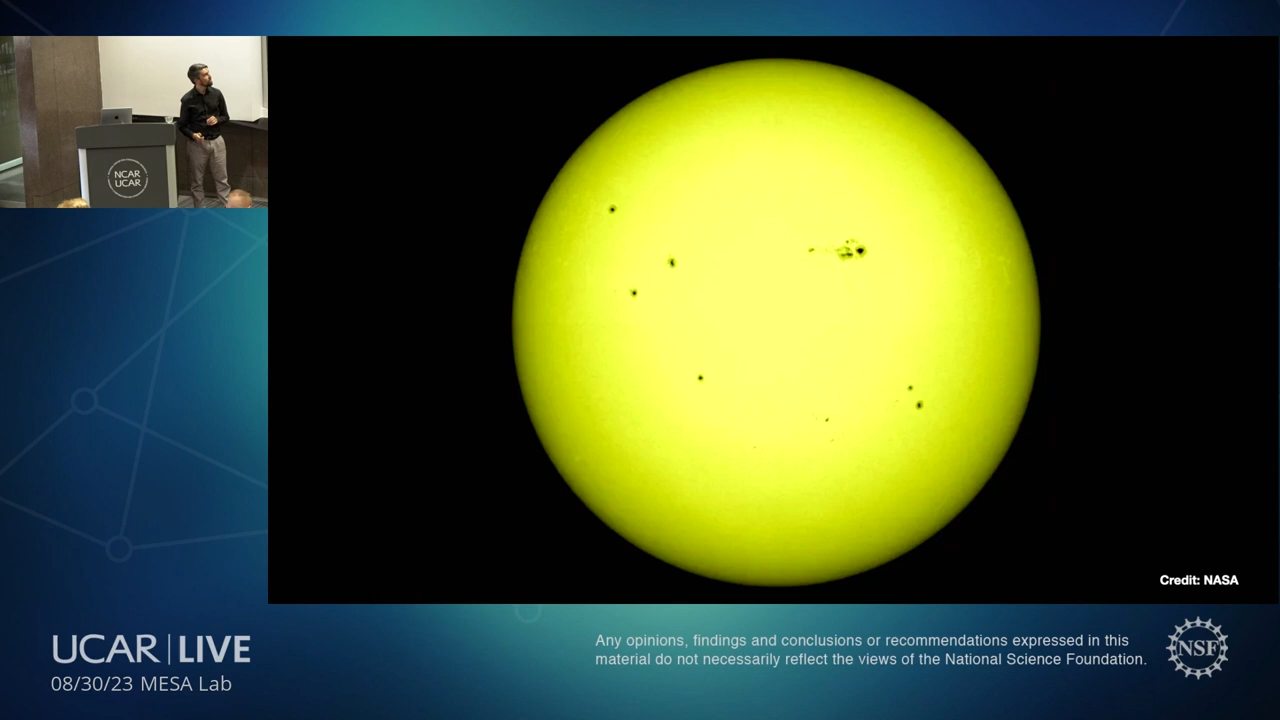 NCAR
UCAR
Credit: NASA
UCAR | LIVE
08/30/23 MESA Lab
Any opinions, findings and conclusions or recommendations expressed in this
material do not necessarily reflect the views of the National Science Foundation.
NSF